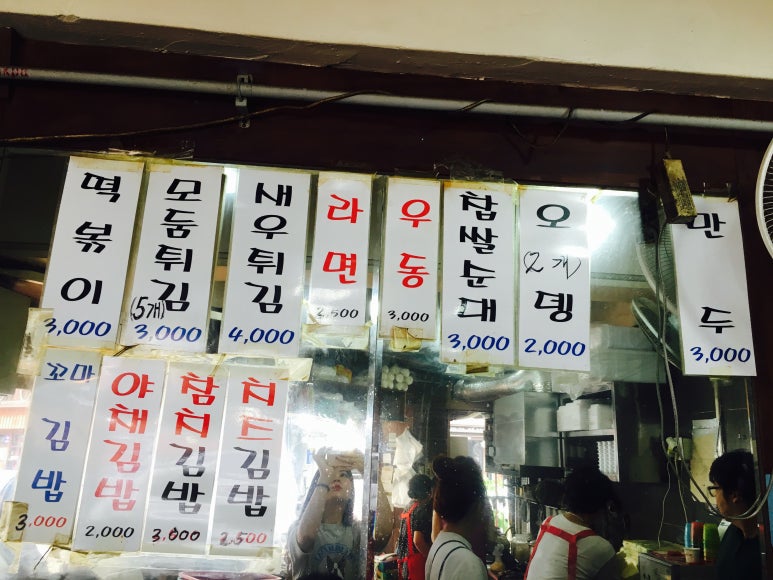 떡볶이
3,000
모둠튀김
(5개)
3,000
새우튀김
4,000
라면
2,500
우동
3,000
찹쌀순대
3,000
오뎅
(2개)
2,000
만두
3,000
꼬마김밥
3,000
야채김밥
2,000
참치김밥
3,000
치즈김밥
2,500